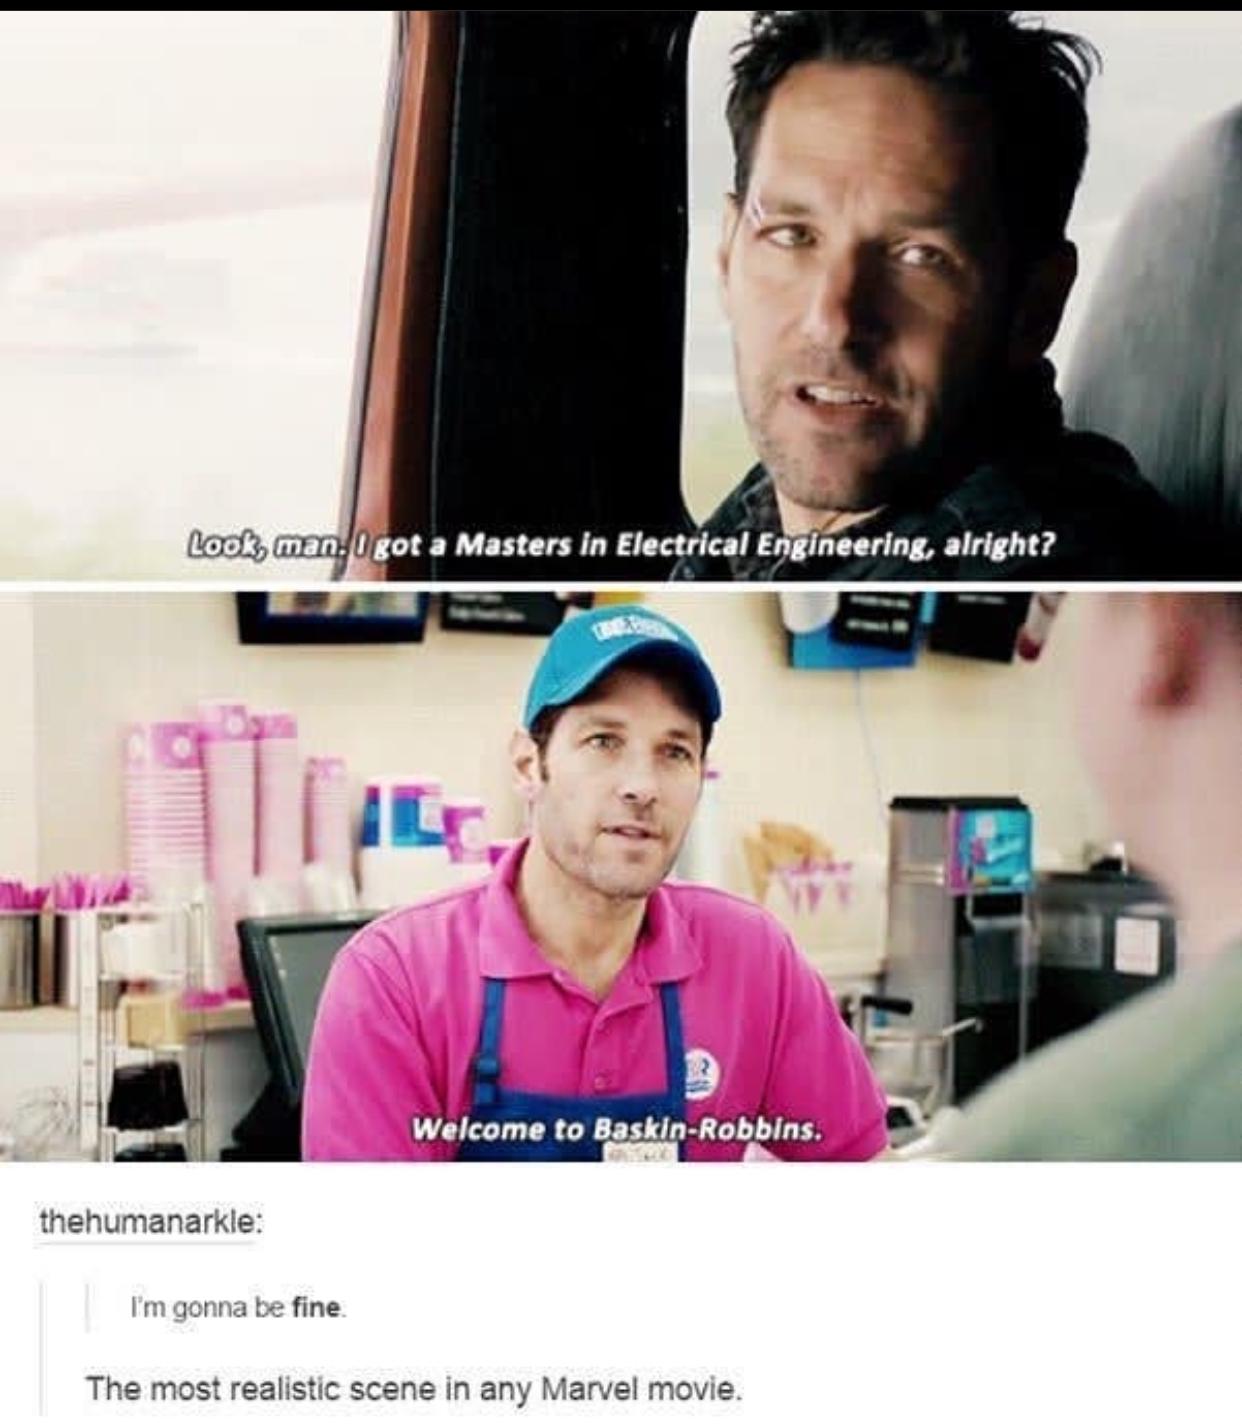 Look, man. I got a Masters in Electrical Engineering, alright?
Welcome to Baskin-Robbins.
thehumanarkle:
I'm gonna be fine.
The most realistic scene in any Marvel movie.